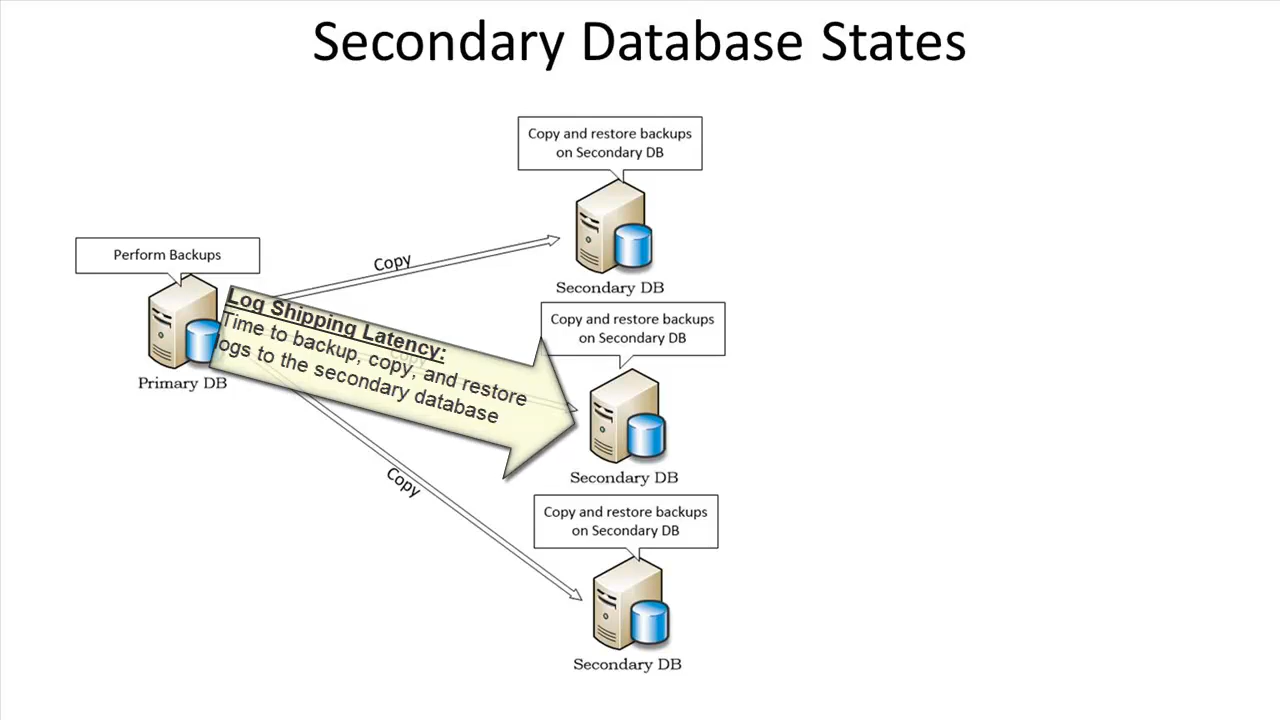 Secondary Database States
Copy and restore backups
on Secondary DB
Perform Backups
Copy
Secondary DB
Log Shipping Latency:
Time to backup, copy, and restore
logs to the secondary database
Copy and restore backups
on Secondary DB
Primary DB
Copy
Secondary DB
Copy
Copy and restore backups
on Secondary DB
Secondary DB